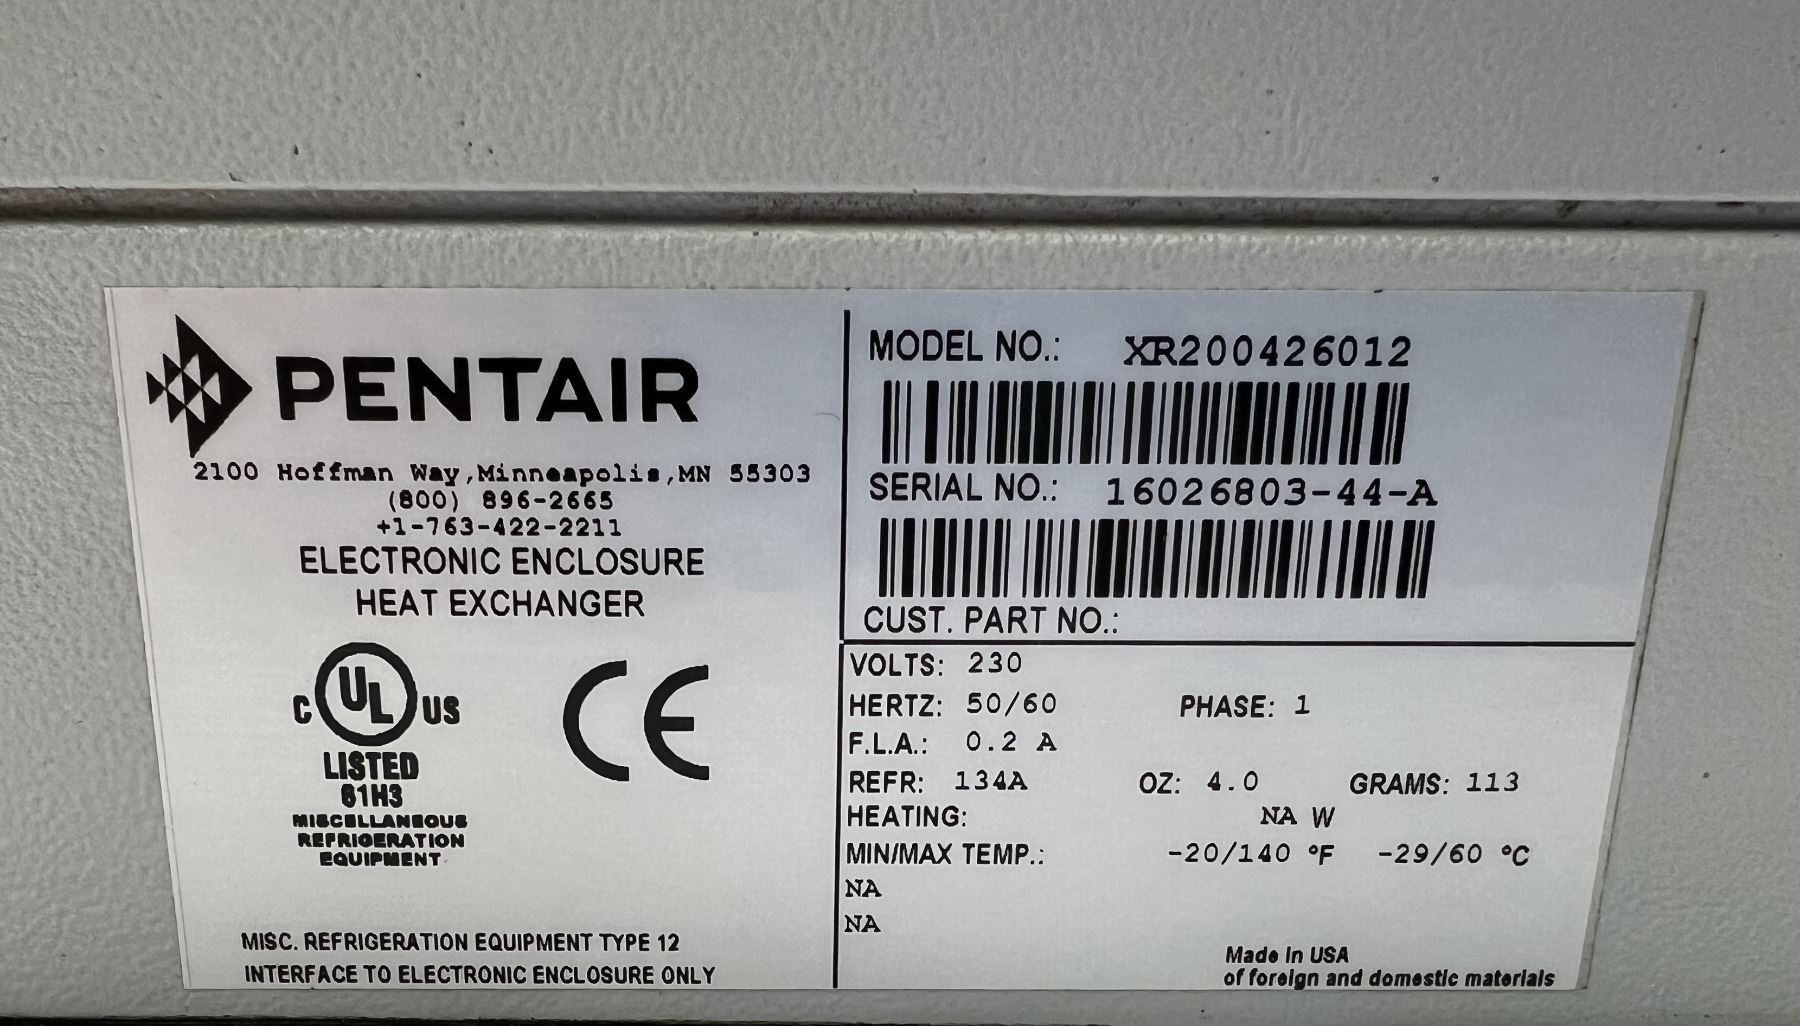 PENTAIR
2100 Hoffman Way, Minneapolis, MN 55303
(800) 896-2665
+1-763-422-2211
ELECTRONIC ENCLOSURE
HEAT EXCHANGER
C UL US
LISTED
61H3
MISCELLANEOUS
REFRIGERATION
EQUIPMENT
CE
MISC. REFRIGERATION EQUIPMENT TYPE 12
INTERFACE TO ELECTRONIC ENCLOSURE ONLY
MODEL NO.: XR200426012
SERIAL NO.: 16026803-44-A
CUST. PART NO.:
VOLTS: 230
HERTZ: 50/60 PHASE: 1
F.L.A.: 0.2 A
REFR: 134A OZ: 4.0 GRAMS: 113
HEATING: NA W
MIN/MAX TEMP.: -20/140 °F -29/60 °C
NA
NA
Made in USA
of foreign and domestic materials